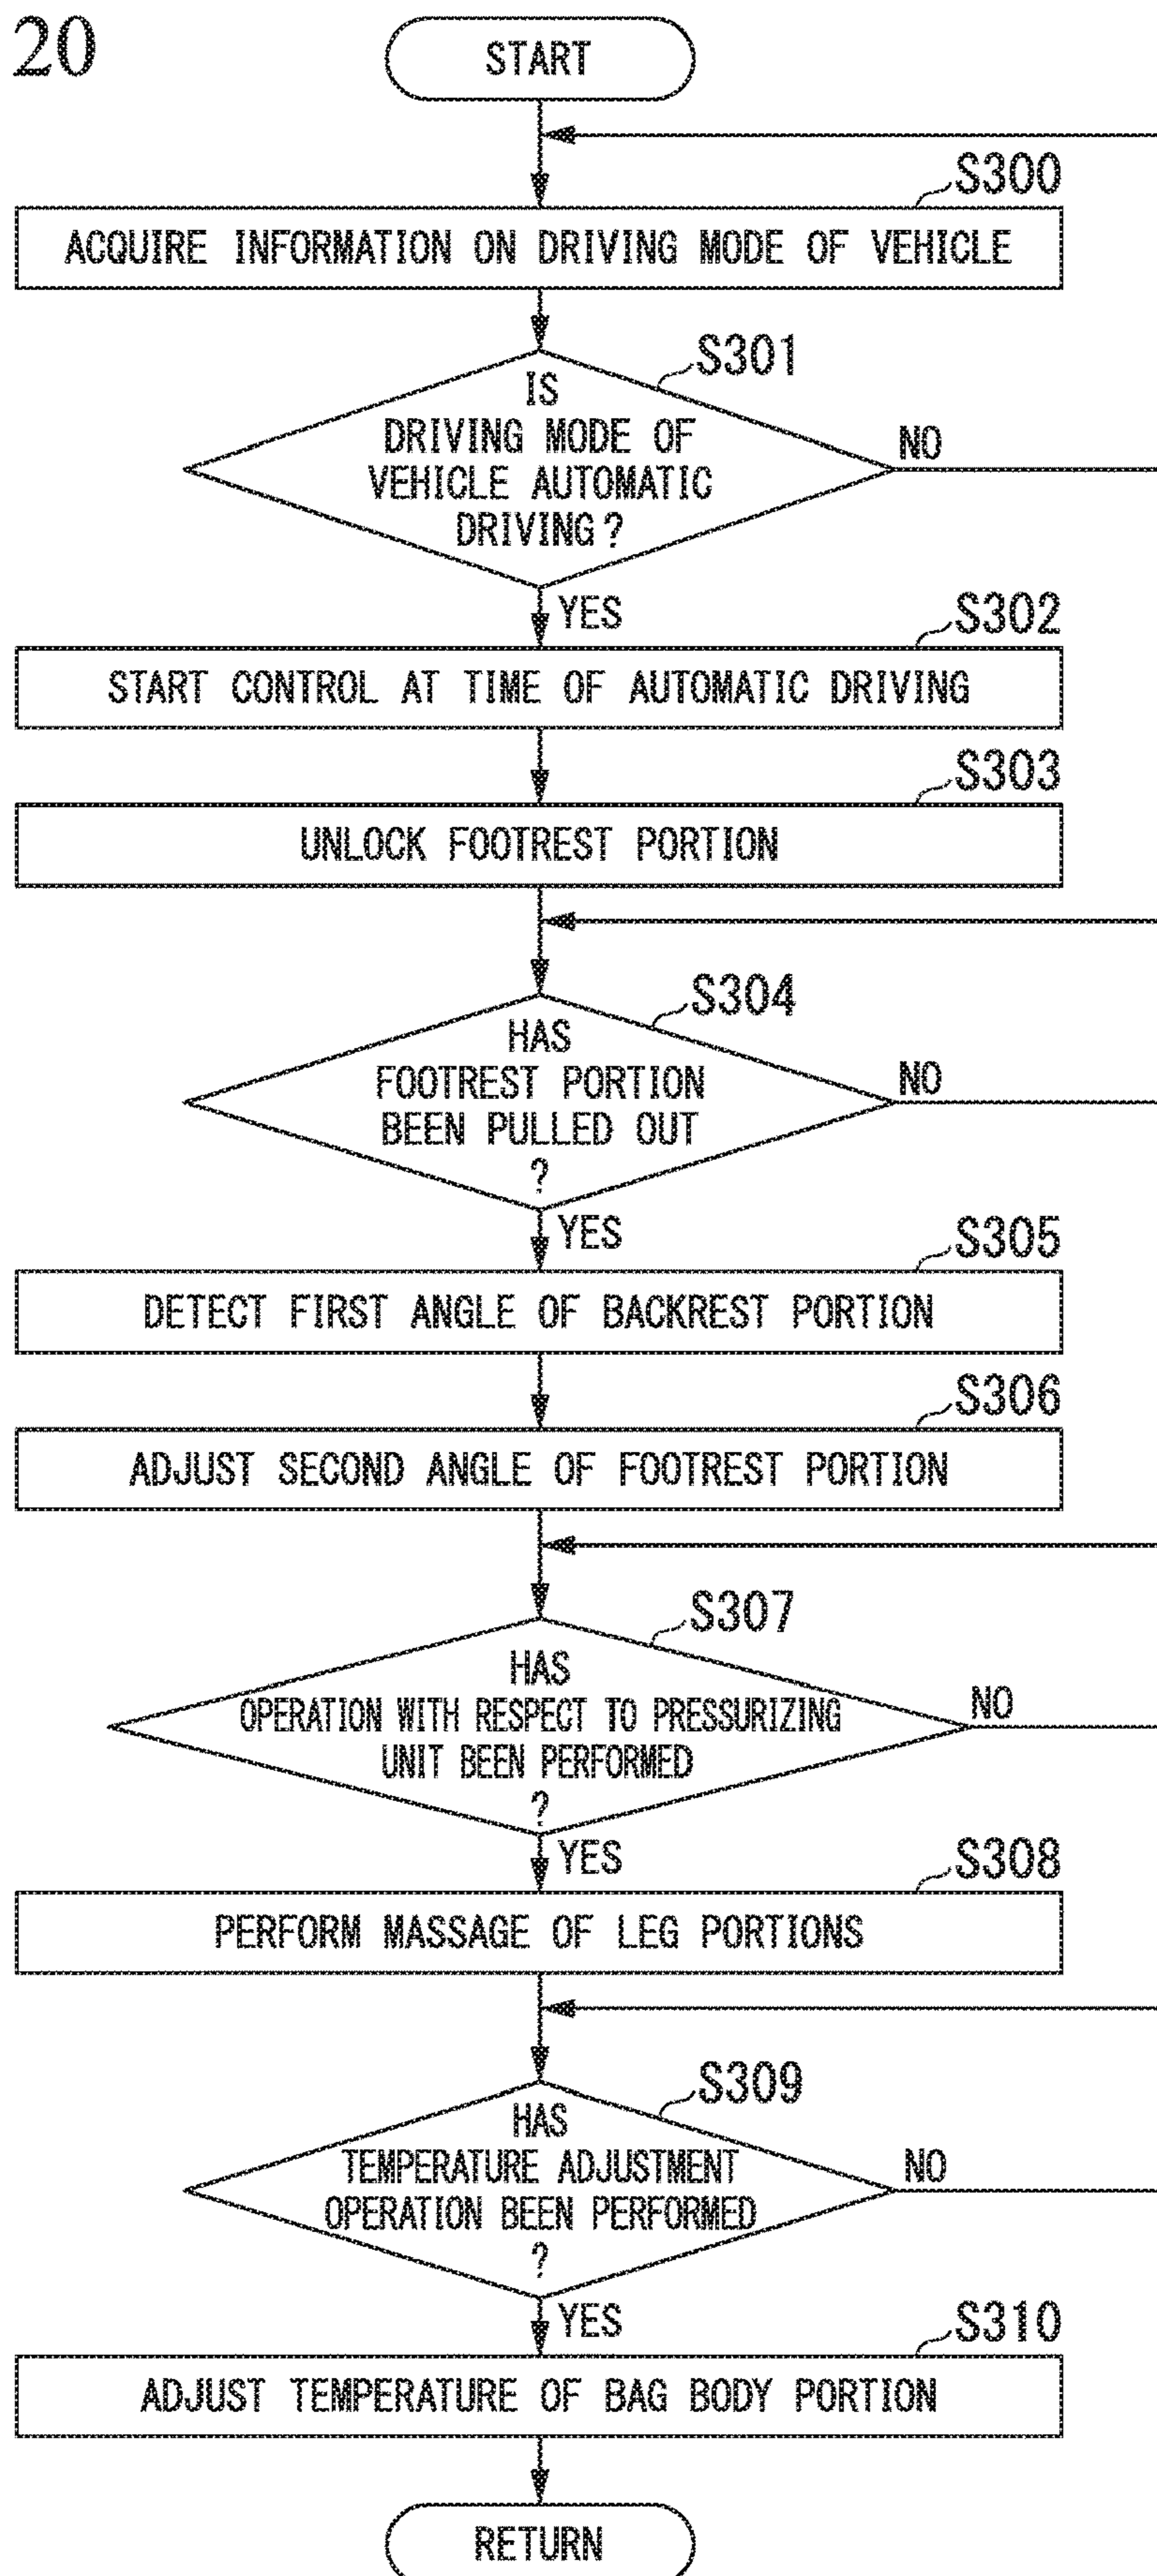 20
START
S300
ACQUIRE INFORMATION ON DRIVING MODE OF VEHICLE
S301
IS
DRIVING MODE OF
VEHICLE AUTOMATIC
DRIVING?
NO
YES
S302
START CONTROL AT TIME OF AUTOMATIC DRIVING
S303
UNLOCK FOOTREST PORTION
S304
HAS
FOOTREST PORTION
BEEN PULLED OUT
?
NO
YES
S305
DETECT FIRST ANGLE OF BACKREST PORTION
S306
ADJUST SECOND ANGLE OF FOOTREST PORTION
S307
HAS
OPERATION WITH RESPECT TO PRESSURIZING
UNIT BEEN PERFORMED
?
NO
YES
S308
PERFORM MASSAGE OF LEG PORTIONS
S309
HAS
TEMPERATURE ADJUSTMENT
OPERATION BEEN PERFORMED
?
NO
YES
S310
ADJUST TEMPERATURE OF BAG BODY PORTION
RETURN